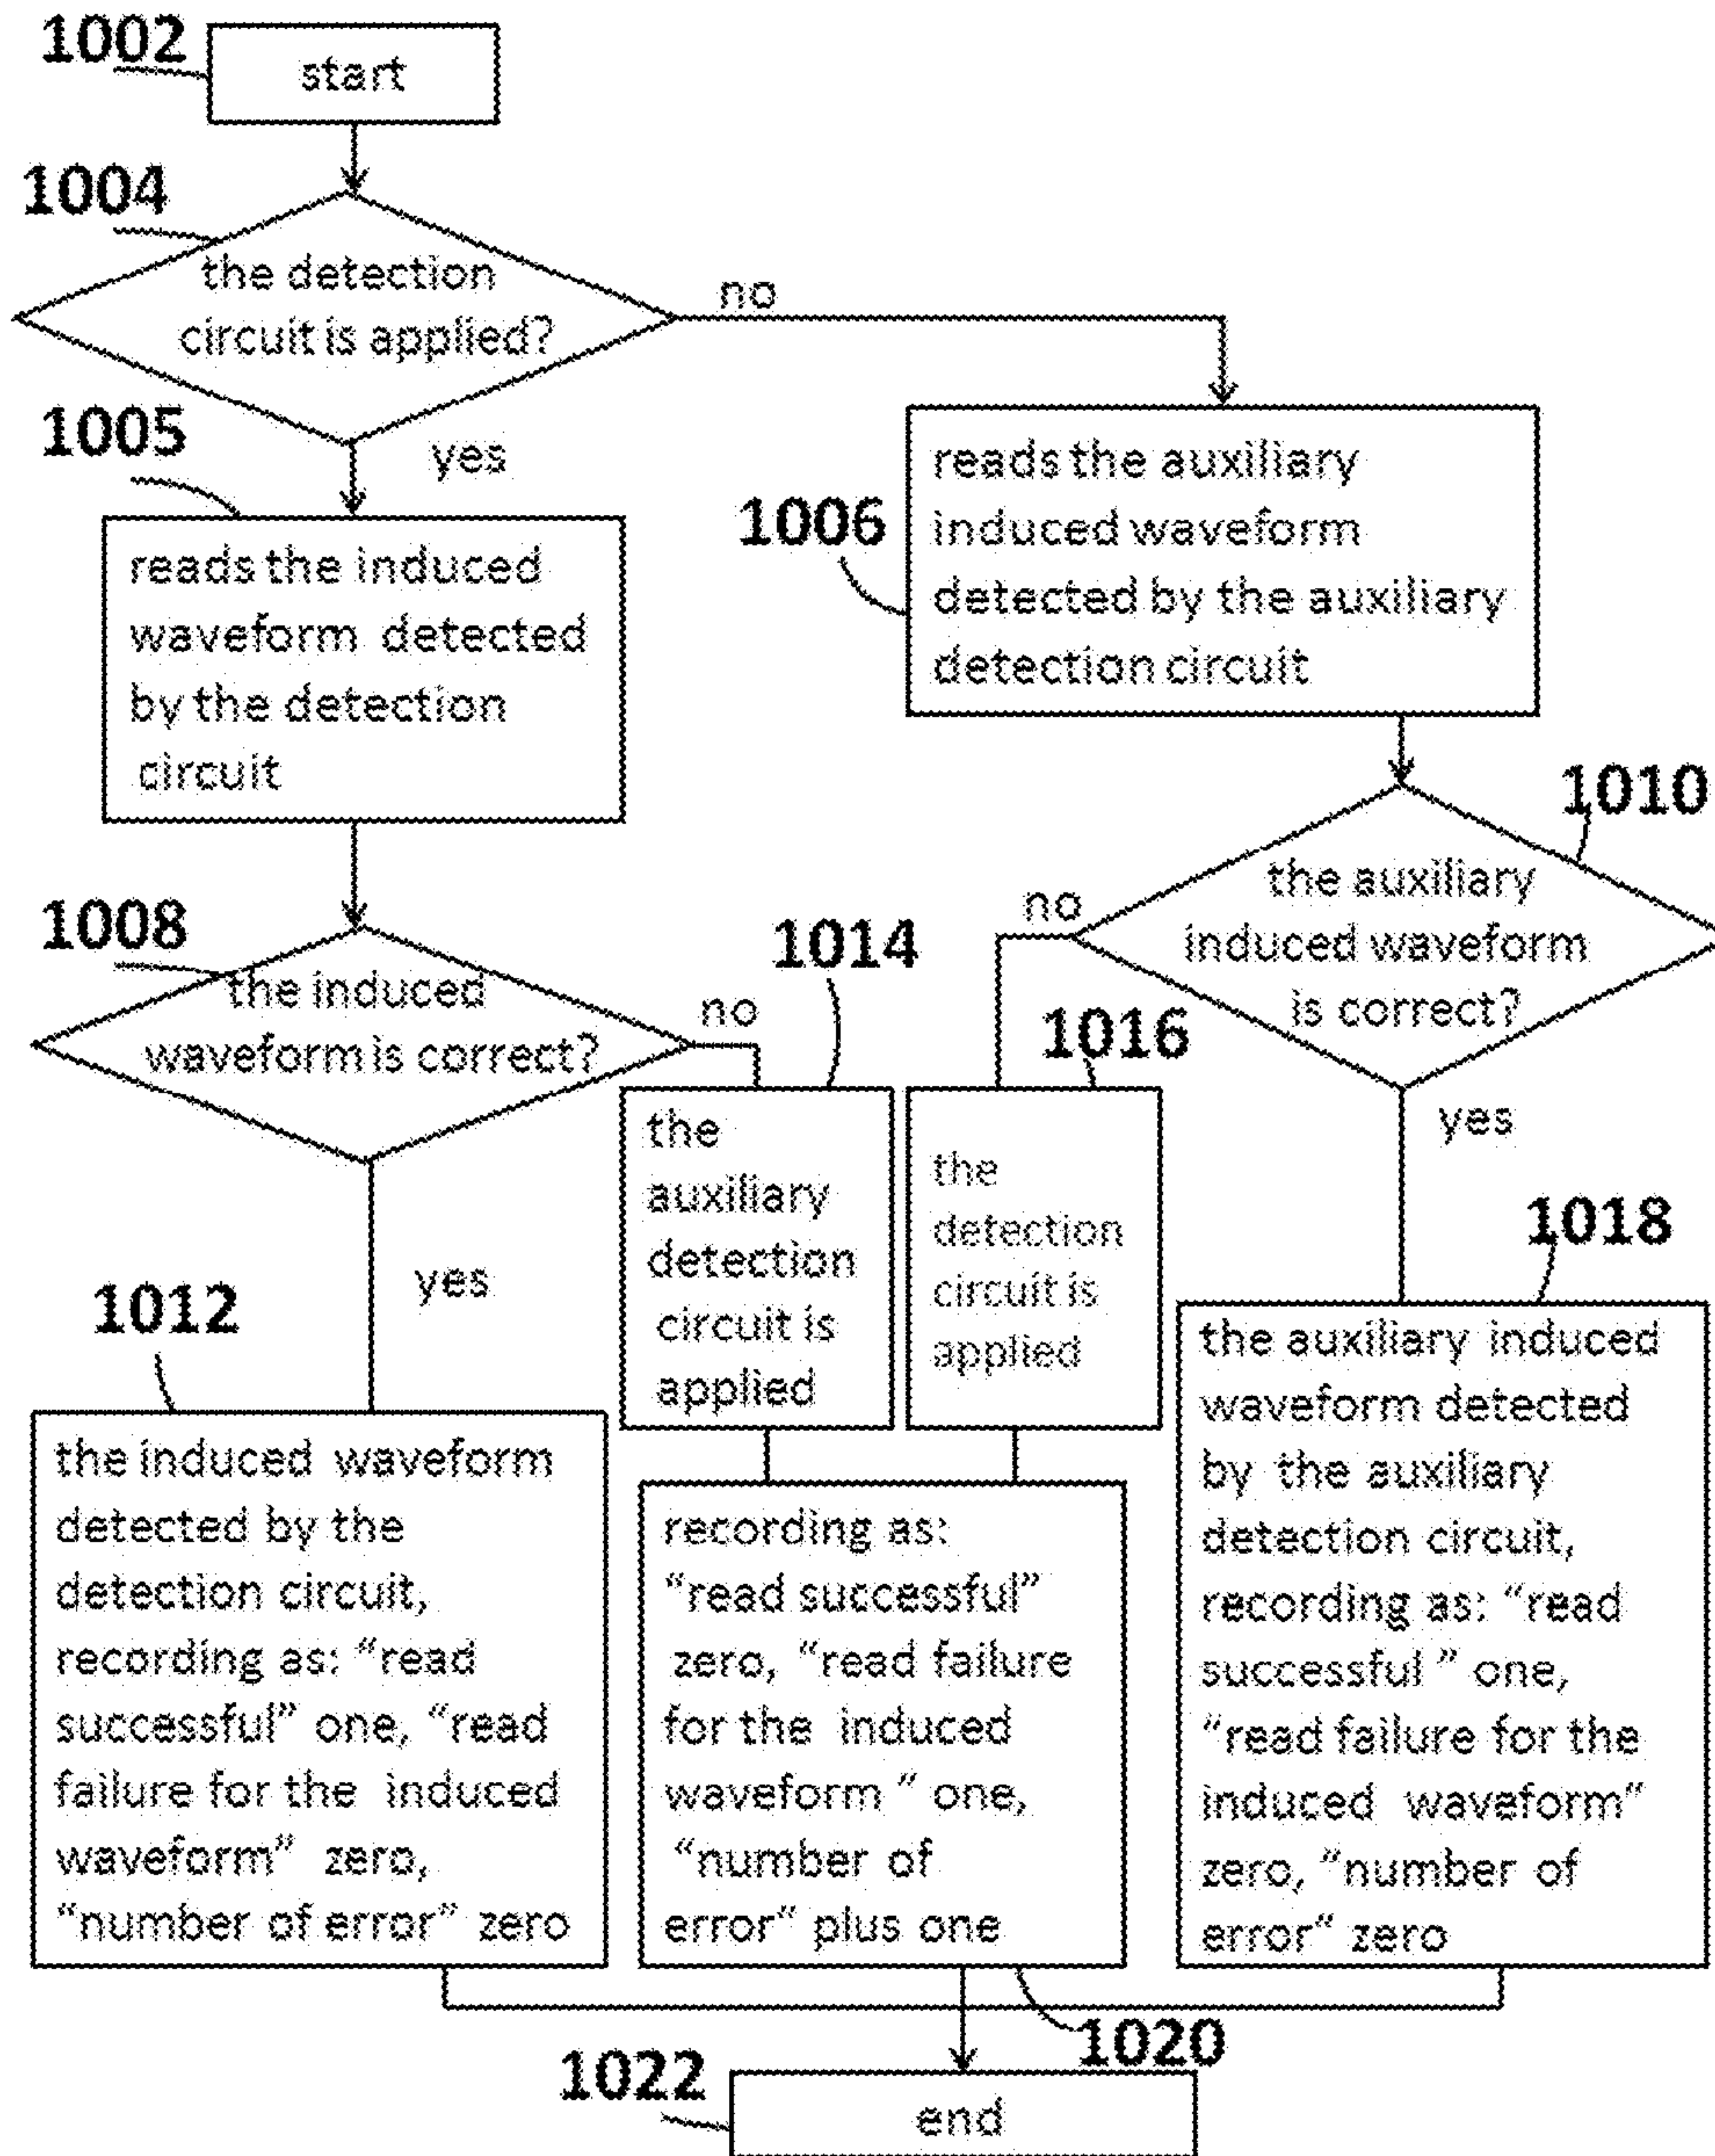 1002
start
1004
the detection
circuit is applied?
no
yes
1005
reads the induced
waveform detected
by the detection
circuit
1006
reads the auxiliary
induced waveform
detected by the auxiliary
detection circuit
1008
the induced
waveform is correct?
no
yes
1010
the auxiliary
induced waveform
is correct?
no
yes
1014
the
auxiliary
detection
circuit is
applied
1016
the
detection
circuit is
applied
1012
the induced waveform
detected by the
detection circuit,
recording as: “read
successful” one, “read
failure for the induced
waveform” zero,
“number of error” zero
recording as:
“read successful”
zero, “read failure
for the induced
waveform ” one,
“number of
error“ plus one
1018
the auxiliary induced
waveform detected
by the auxiliary
detection circuit,
recording as: “read
successful ” one,
“read failure for the
induced waveform”
zero, “number of
error“ zero
1020
1022
end